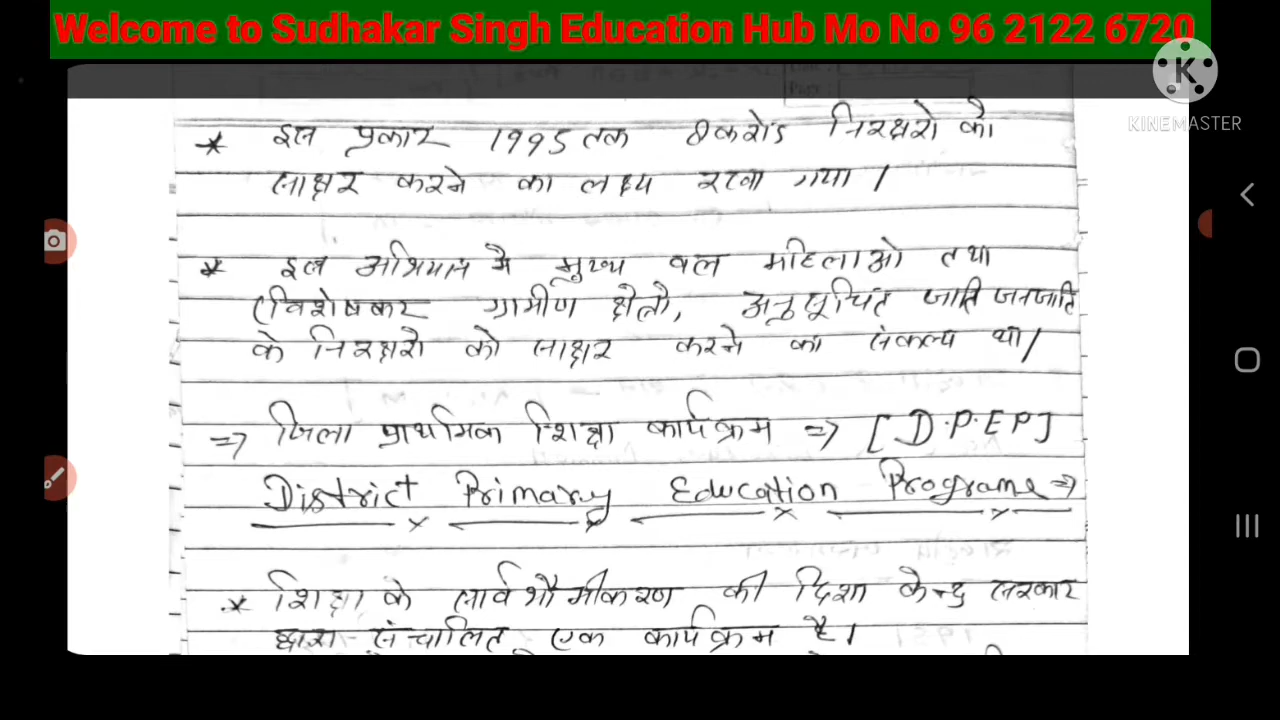 Welcome to Sudhakar Singh Education Hub Mo No 96 2122 6720
K
KINEMASTER
* इस प्रकार 1995 तक 8 करोड़ निरक्षरो को
साक्षर करने का लक्ष्य रखा गया।
* इस अभियान मे मुख्य बल महिलाओ तथा
(विशेषकर ग्रामीण क्षेत्रो, अनुसूचित जाति जनजाति
के निरक्षरो को साक्षर करने का संकल्प था।
⇒ जिला प्राथमिक शिक्षा कार्यक्रम ⇒ [D.P.EP]
District Primary Education Programe ⇒
* शिक्षा के सार्वभौमीकरण की दिशा केन्द्र सरकार
द्वारा संचालित एक कार्यक्रम है।